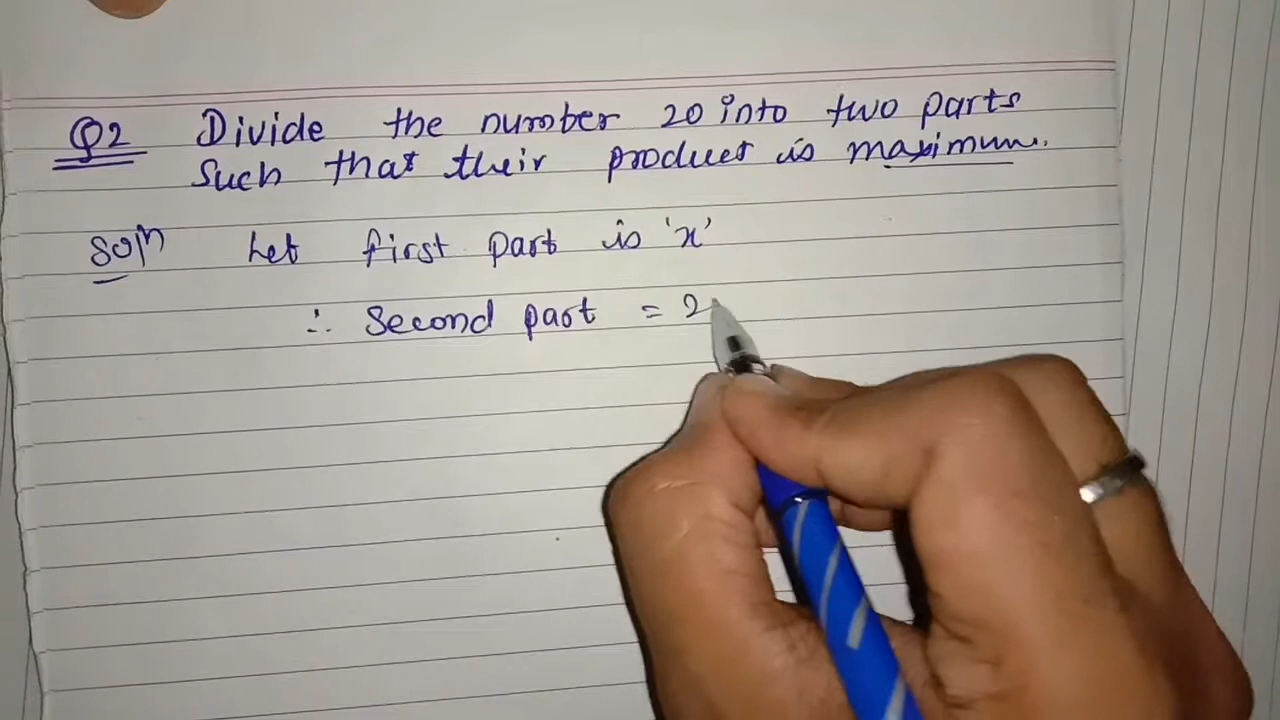 Q2 Divide the number 20 into two parts
Such that their product is maximum.
Soln Let first part is 'x'
∴ Second part = 2